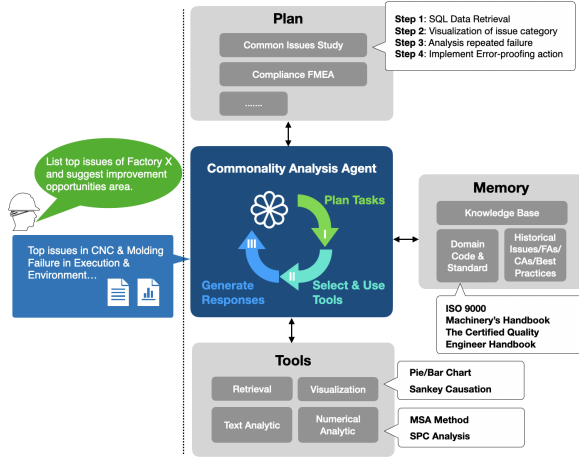 Plan
Common Issues Study
Compliance FMEA
.......
Step 1: SQL Data Retrieval
Step 2: Visualization of issue category
Step 3: Analysis repeated failure
Step 4: Implement Error-proofing action
List top issues of Factory X
and suggest improvement
opportunities area.
Top issues in CNC & Molding
Failure in Execution &
Environment...
Commonality Analysis Agent
Plan Tasks
I
II
III
Generate
Responses
Select & Use
Tools
Memory
Knowledge Base
Domain
Code &
Standard
Historical
Issues/FAs/
CAs/Best
Practices
ISO 9000
Machinery's Handbook
The Certified Quality
Engineer Handbook
Tools
Retrieval
Visualization
Text Analytic
Numerical
Analytic
Pie/Bar Chart
Sankey Causation
MSA Method
SPC Analysis